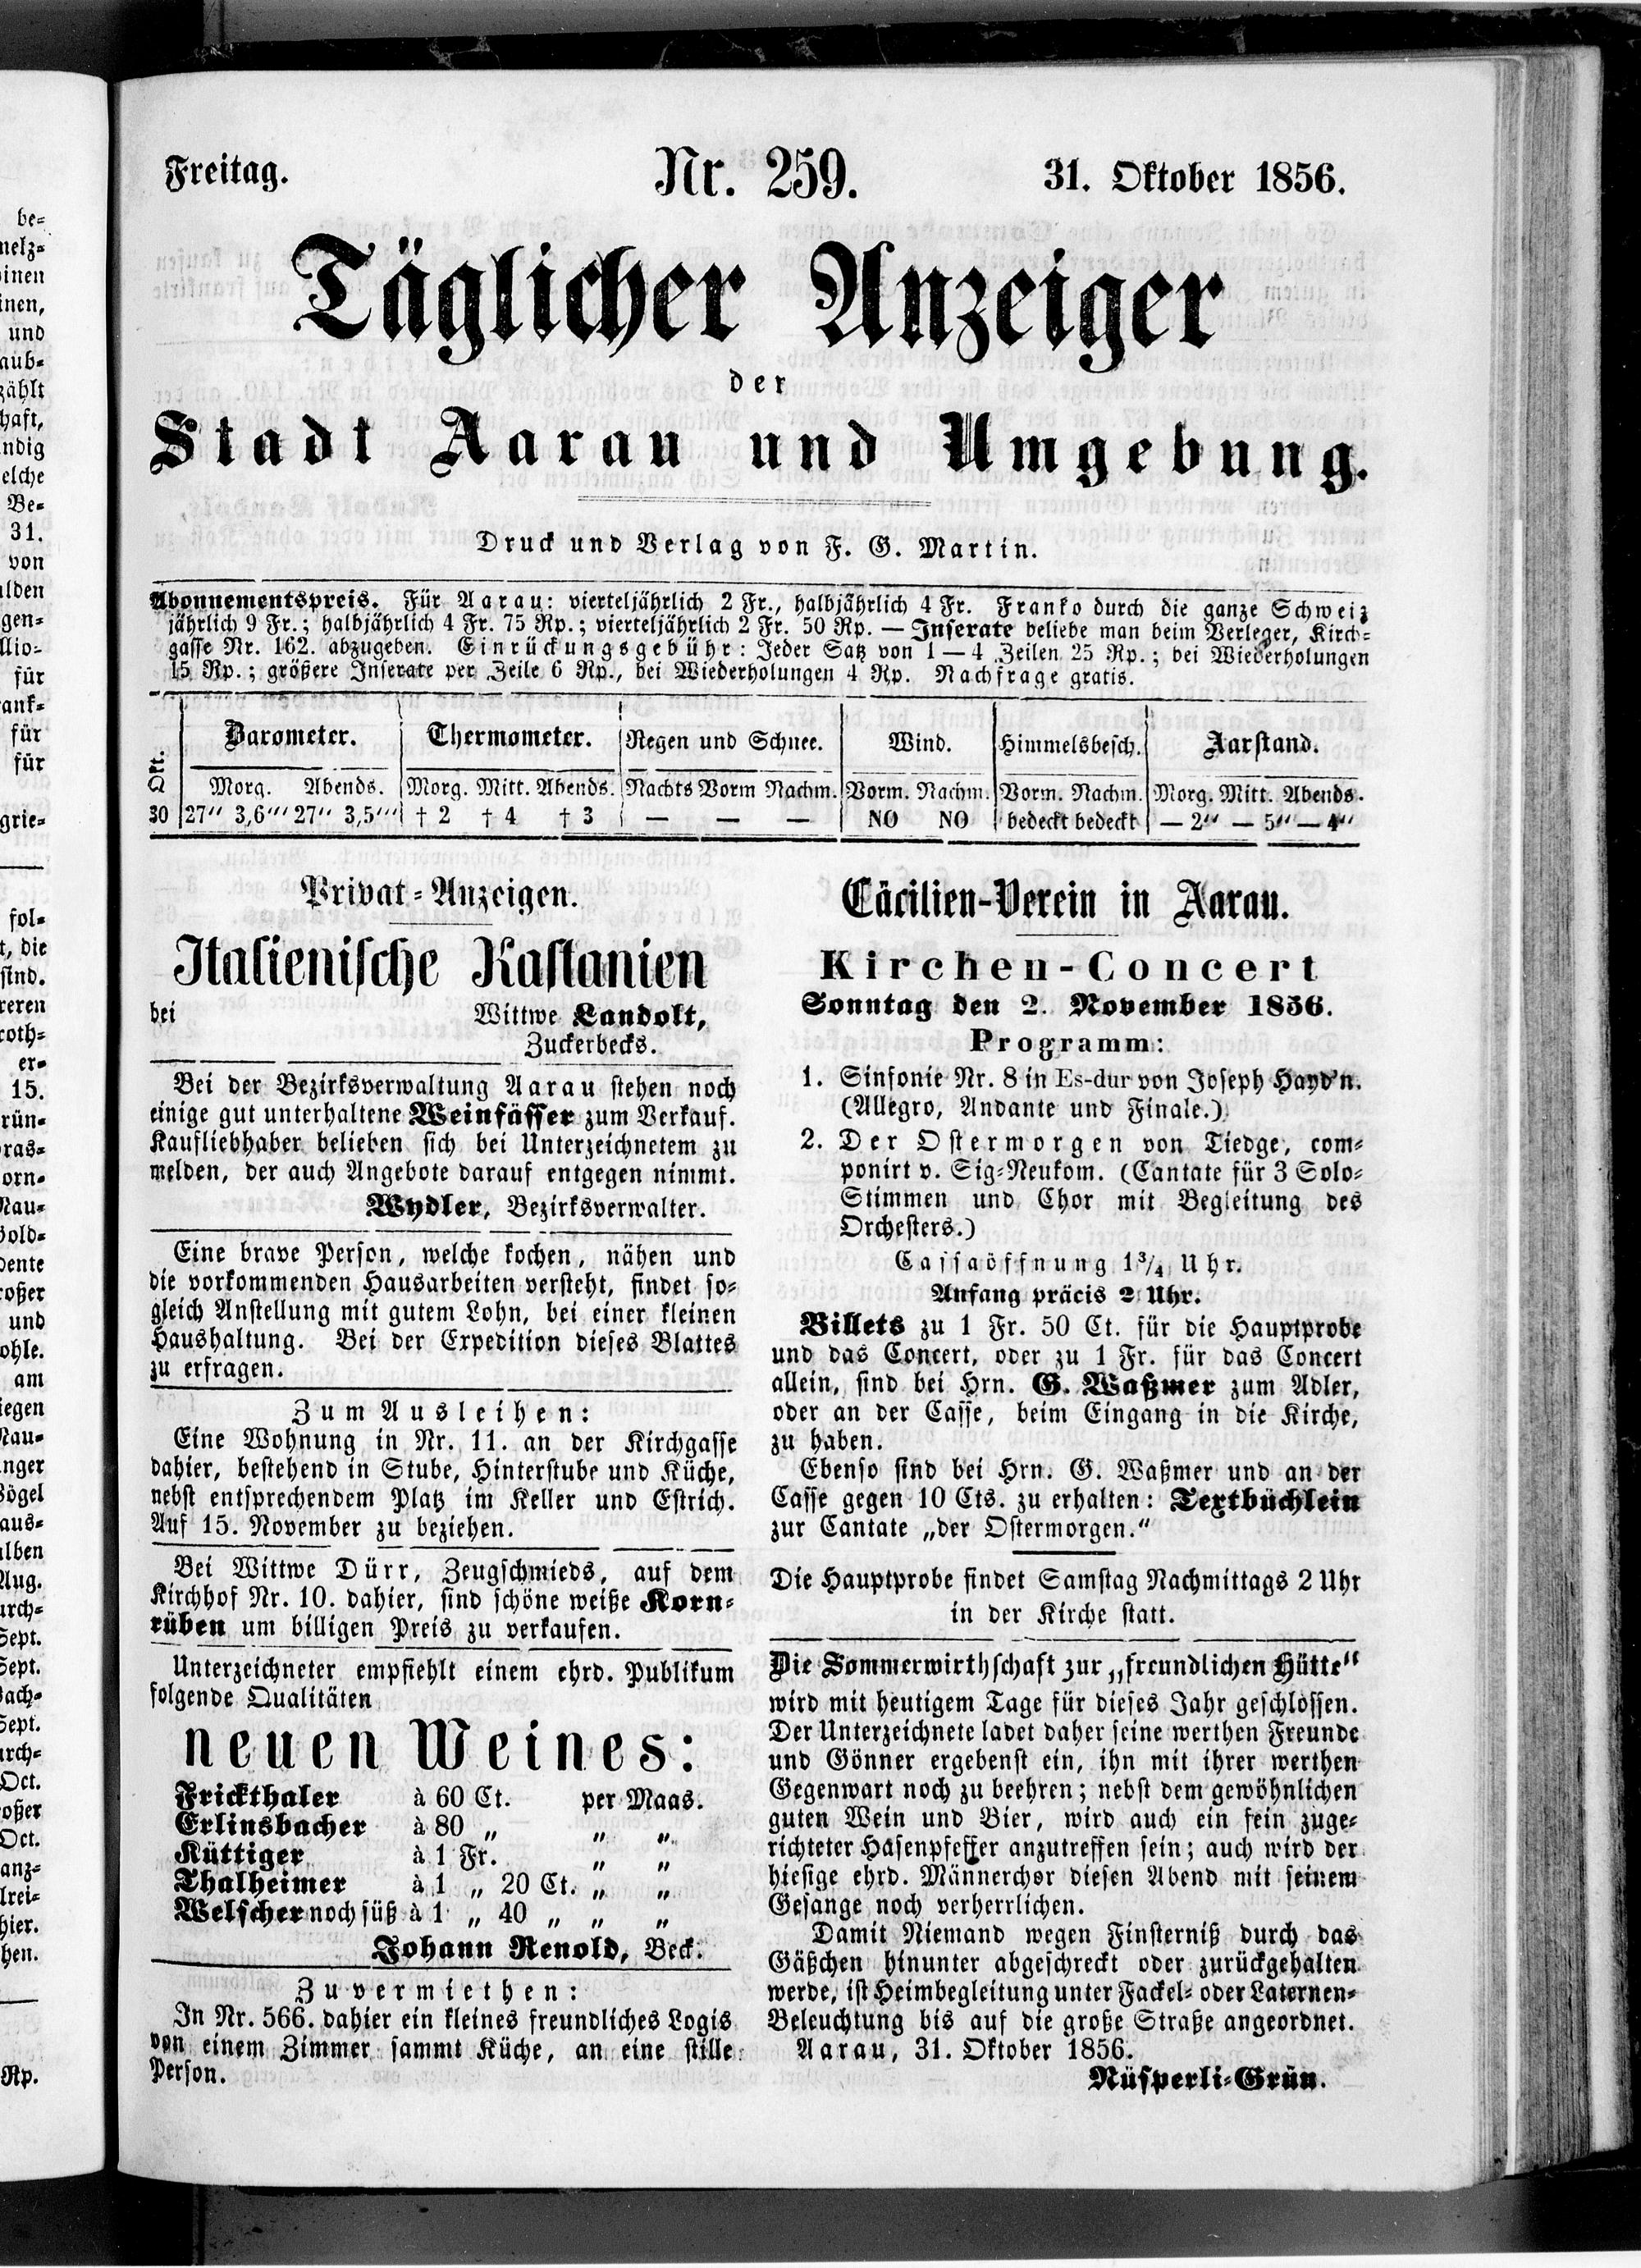 Freitag.
Nr. 259.
31. Oktober 1856.
Täglicher Anzeiger
der
Stadt Aarau und Umgebung.
Druck und Verlag von F. G. Martin.
Abonnementspreis. Für Aarau: vierteljährlich 2 Fr., halbjährlich 4 Fr. Franko durch die ganze Schweiz
jährlich 9 Fr.; halbjährlich 4 Fr. 75 Rp.; vierteljährlich 2 Fr. 50 Rp. — Inserate beliebe man beim Verleger, Kirch-
gasse Nr. 162. abzugeben. Einrückungsgebühr: Jeder Satz von 1—4 Zeilen 25 Rp.; bei Wiederholungen
15 Rp.; größere Inserate per Zeile 6 Rp., bei Wiederholungen 4 Rp. Nachfrage gratis.
Okt. Barometer. Thermometer. Regen und Schnee. Wind. Himmelsbesch. Aarstand.
Morg. Abends. Morg. Mitt. Abends. Nachts Vorm Nachm. Vorm. Nachm. Vorm. Nachm. Morg. Mitt. Abends.
30 27'' 3,6''' 27'' 3,5''' † 2 † 4 † 3 — — — NO NO bedeckt bedeckt — 2'' — 5'' — 4''
Privat-Anzeigen.
Italienische Kastanien
bei Wittwe Landolt,
Zuckerbecks.
Bei der Bezirksverwaltung Aarau stehen noch
einige gut unterhaltene Weinfässer zum Verkauf.
Kaufliebhaber belieben sich bei Unterzeichnetem zu
melden, der auch Angebote darauf entgegen nimmt.
Wydler, Bezirksverwalter.
Eine brave Person, welche kochen, nähen und
die vorkommenden Hausarbeiten versteht, findet so-
gleich Anstellung mit gutem Lohn, bei einer kleinen
Haushaltung. Bei der Expedition dieses Blattes
zu erfragen.
Zum Ausleihen:
Eine Wohnung in Nr. 11. an der Kirchgasse
dahier, bestehend in Stube, Hinterstube und Küche,
nebst entsprechendem Platz im Keller und Estrich.
Auf 15. November zu beziehen.
Bei Wittwe Dürr, Zeugschmieds, auf dem
Kirchhof Nr. 10. dahier, sind schöne weiße Korn-
rüben um billigen Preis zu verkaufen.
Unterzeichneter empfiehlt einem ehrd. Publikum
folgende Qualitäten
neuen Weines:
Frickthaler à 60 Ct. per Maas.
Erlinsbacher à 80 „ „ „
Küttiger à 1 Fr. „ „
Thalheimer à 1 „ 20 Ct. „ „
Welscher noch süß à 1 „ 40 „ „ „
Johann Renold, Beck.
Zu vermiethen:
In Nr. 566. dahier ein kleines freundliches Logis
von einem Zimmer sammt Küche, an eine stille
Person.
Cäcilien-Verein in Aarau.
Kirchen-Concert
Sonntag den 2. November 1856.
Programm:
1. Sinfonie Nr. 8 in Es-dur von Joseph Haydn.
(Allegro, Andante und Finale.)
2. Der Ostermorgen von Tiedge, com-
ponirt v. Sig-Neukom. (Cantate für 3 Solo-
Stimmen und Chor mit Begleitung des
Orchesters.)
Cassaöffnung 1¾ Uhr.
Anfang präcis 2 Uhr.
Billets zu 1 Fr. 50 Ct. für die Hauptprobe
und das Concert, oder zu 1 Fr. für das Concert
allein, sind bei Hrn. G. Waßmer zum Adler,
oder an der Casse, beim Eingang in die Kirche,
zu haben.
Ebenso sind bei Hrn. G. Waßmer und an der
Casse gegen 10 Cts. zu erhalten: Textbüchlein
zur Cantate „der Ostermorgen.“
Die Hauptprobe findet Samstag Nachmittags 2 Uhr
in der Kirche statt.
Die Sommerwirthschaft zur „freundlichen Hütte“
wird mit heutigem Tage für dieses Jahr geschlossen.
Der Unterzeichnete ladet daher seine werthen Freunde
und Gönner ergebenst ein, ihn mit ihrer werthen
Gegenwart noch zu beehren; nebst dem gewöhnlichen
guten Wein und Bier, wird auch ein fein zuge-
richteter Hasenpfeffer anzutreffen sein; auch wird der
hiesige ehrd. Männerchor diesen Abend mit seinem
Gesange noch verherrlichen.
Damit Niemand wegen Finsterniß durch das
Gäßchen hinunter abgeschreckt oder zurückgehalten
werde, ist Heimbegleitung unter Fackel- oder Laternen-
Beleuchtung bis auf die große Straße angeordnet.
Aarau, 31. Oktober 1856.
Nüsperli-Grün.